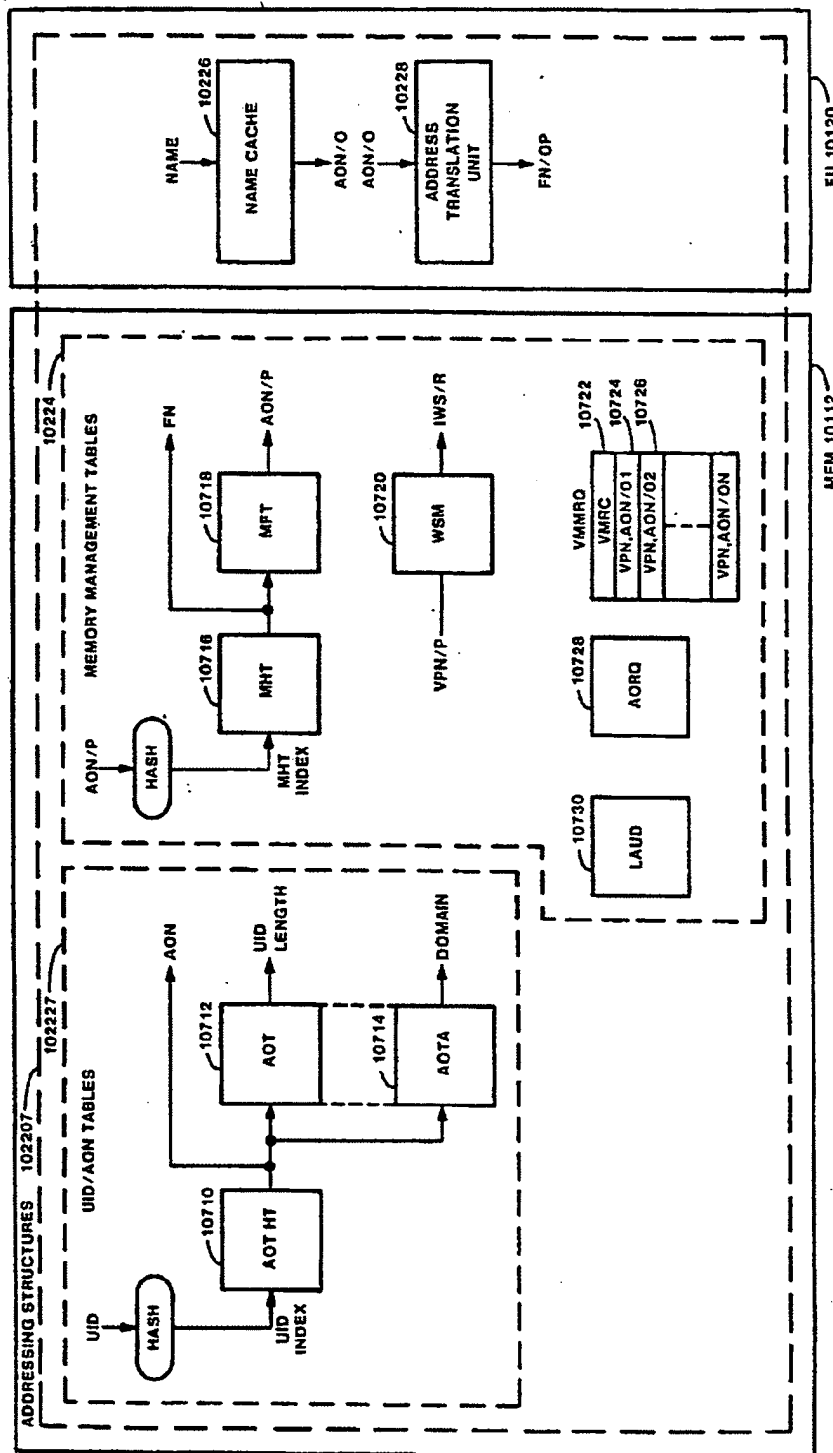 ADDRESSING STRUCTURES 102207
102227
UID/AON TABLES
UID
HASH
UID
INDEX
10710
AOT HT
AON
10712
AOT
UID
LENGTH
10714
AOTA
DOMAIN
10224
MEMORY MANAGEMENT TABLES
AON/P
HASH
MHT
INDEX
10716
MHT
FN
10718
MFT
AON/P
VPN/P
10720
WSM
IWS/R
10730
LAUD
10728
AORQ
VMMRQ
VMRC
10722
VPN,AON/O1
10724
VPN,AON/O2
10726
VPN,AON/ON
MEM 10112
NAME
10226
NAME CACHE
AON/O
AON/O
10228
ADDRESS
TRANSLATION
UNIT
FN/OP